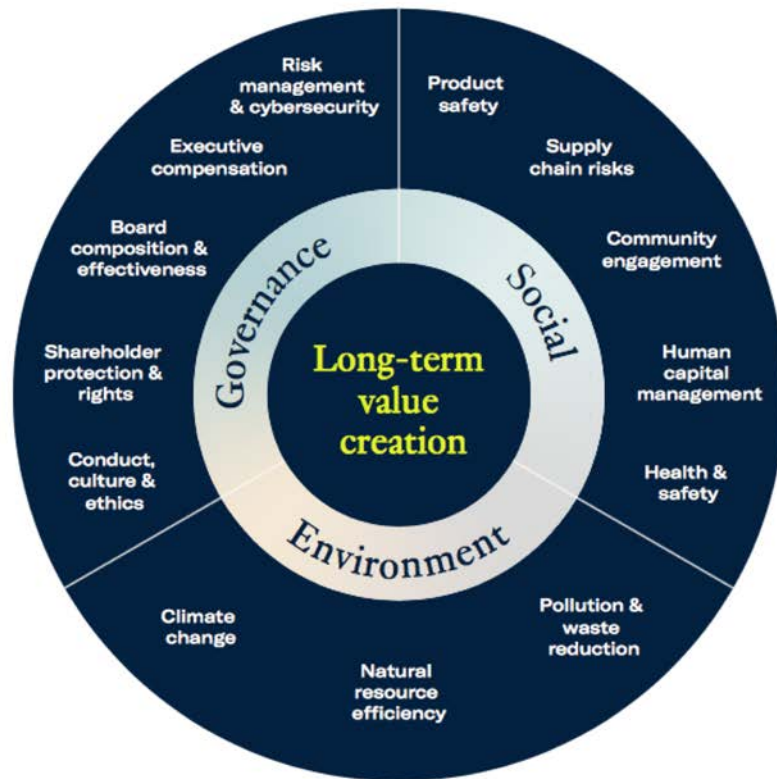 Risk
management
& cybersecurity
Executive
compensation
Board
composition &
effectiveness
Shareholder
protection &
rights
Conduct,
culture &
ethics
Product
safety
Supply
chain risks
Community
engagement
Human
capital
management
Health &
safety
Governance
Social
Environment
Long-term
value
creation
Climate
change
Natural
resource
efficiency
Pollution &
waste
reduction